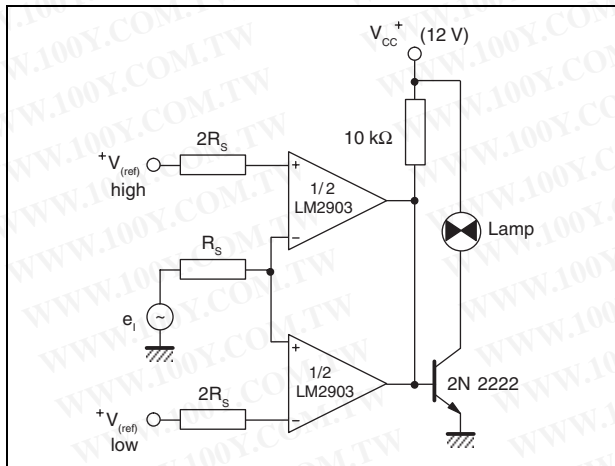 V_CC^+ (12 V)
2R_S
10 kΩ
^+V_(ref)
high
+
1/2
LM2903
−
Lamp
R_S
~
e_I
+
1/2
LM2903
−
2N 2222
2R_S
^+V_(ref)
low
WWW.100Y.COM.TW